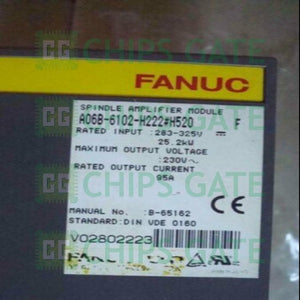 FANUC
SPINDLE AMPLIFIER MODULE
A06B-6102-H222#H520 F
RATED INPUT :283-325V
25.2kW
MAXIMUM OUTPUT VOLTAGE
:230V~
RATED OUTPUT CURRENT
95A
MANUAL No. :B-65162
STANDARD:DIN VDE 0160
V02802223
FANUC
CHIPS GATE
CHIPS GATE
CHIPS GATE